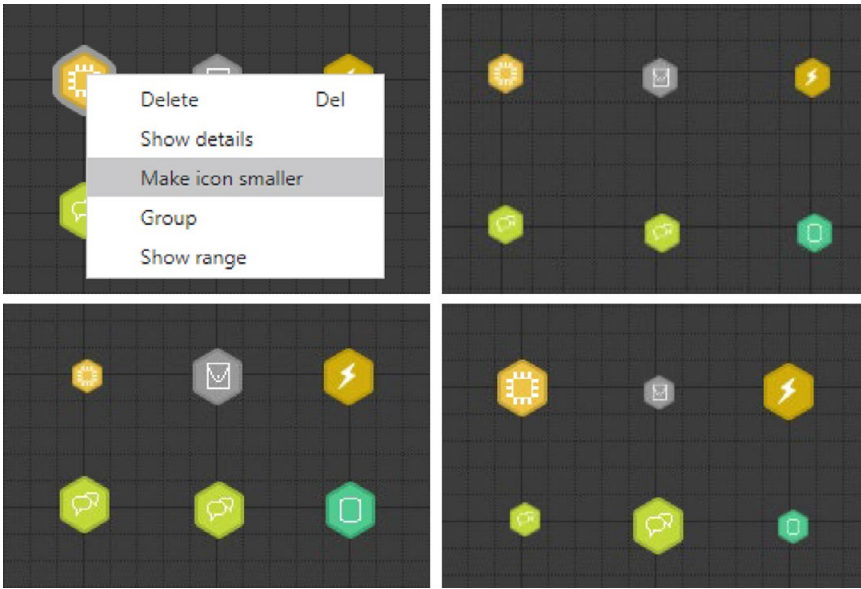 Delete Del
Show details
Make icon smaller
Group
Show range